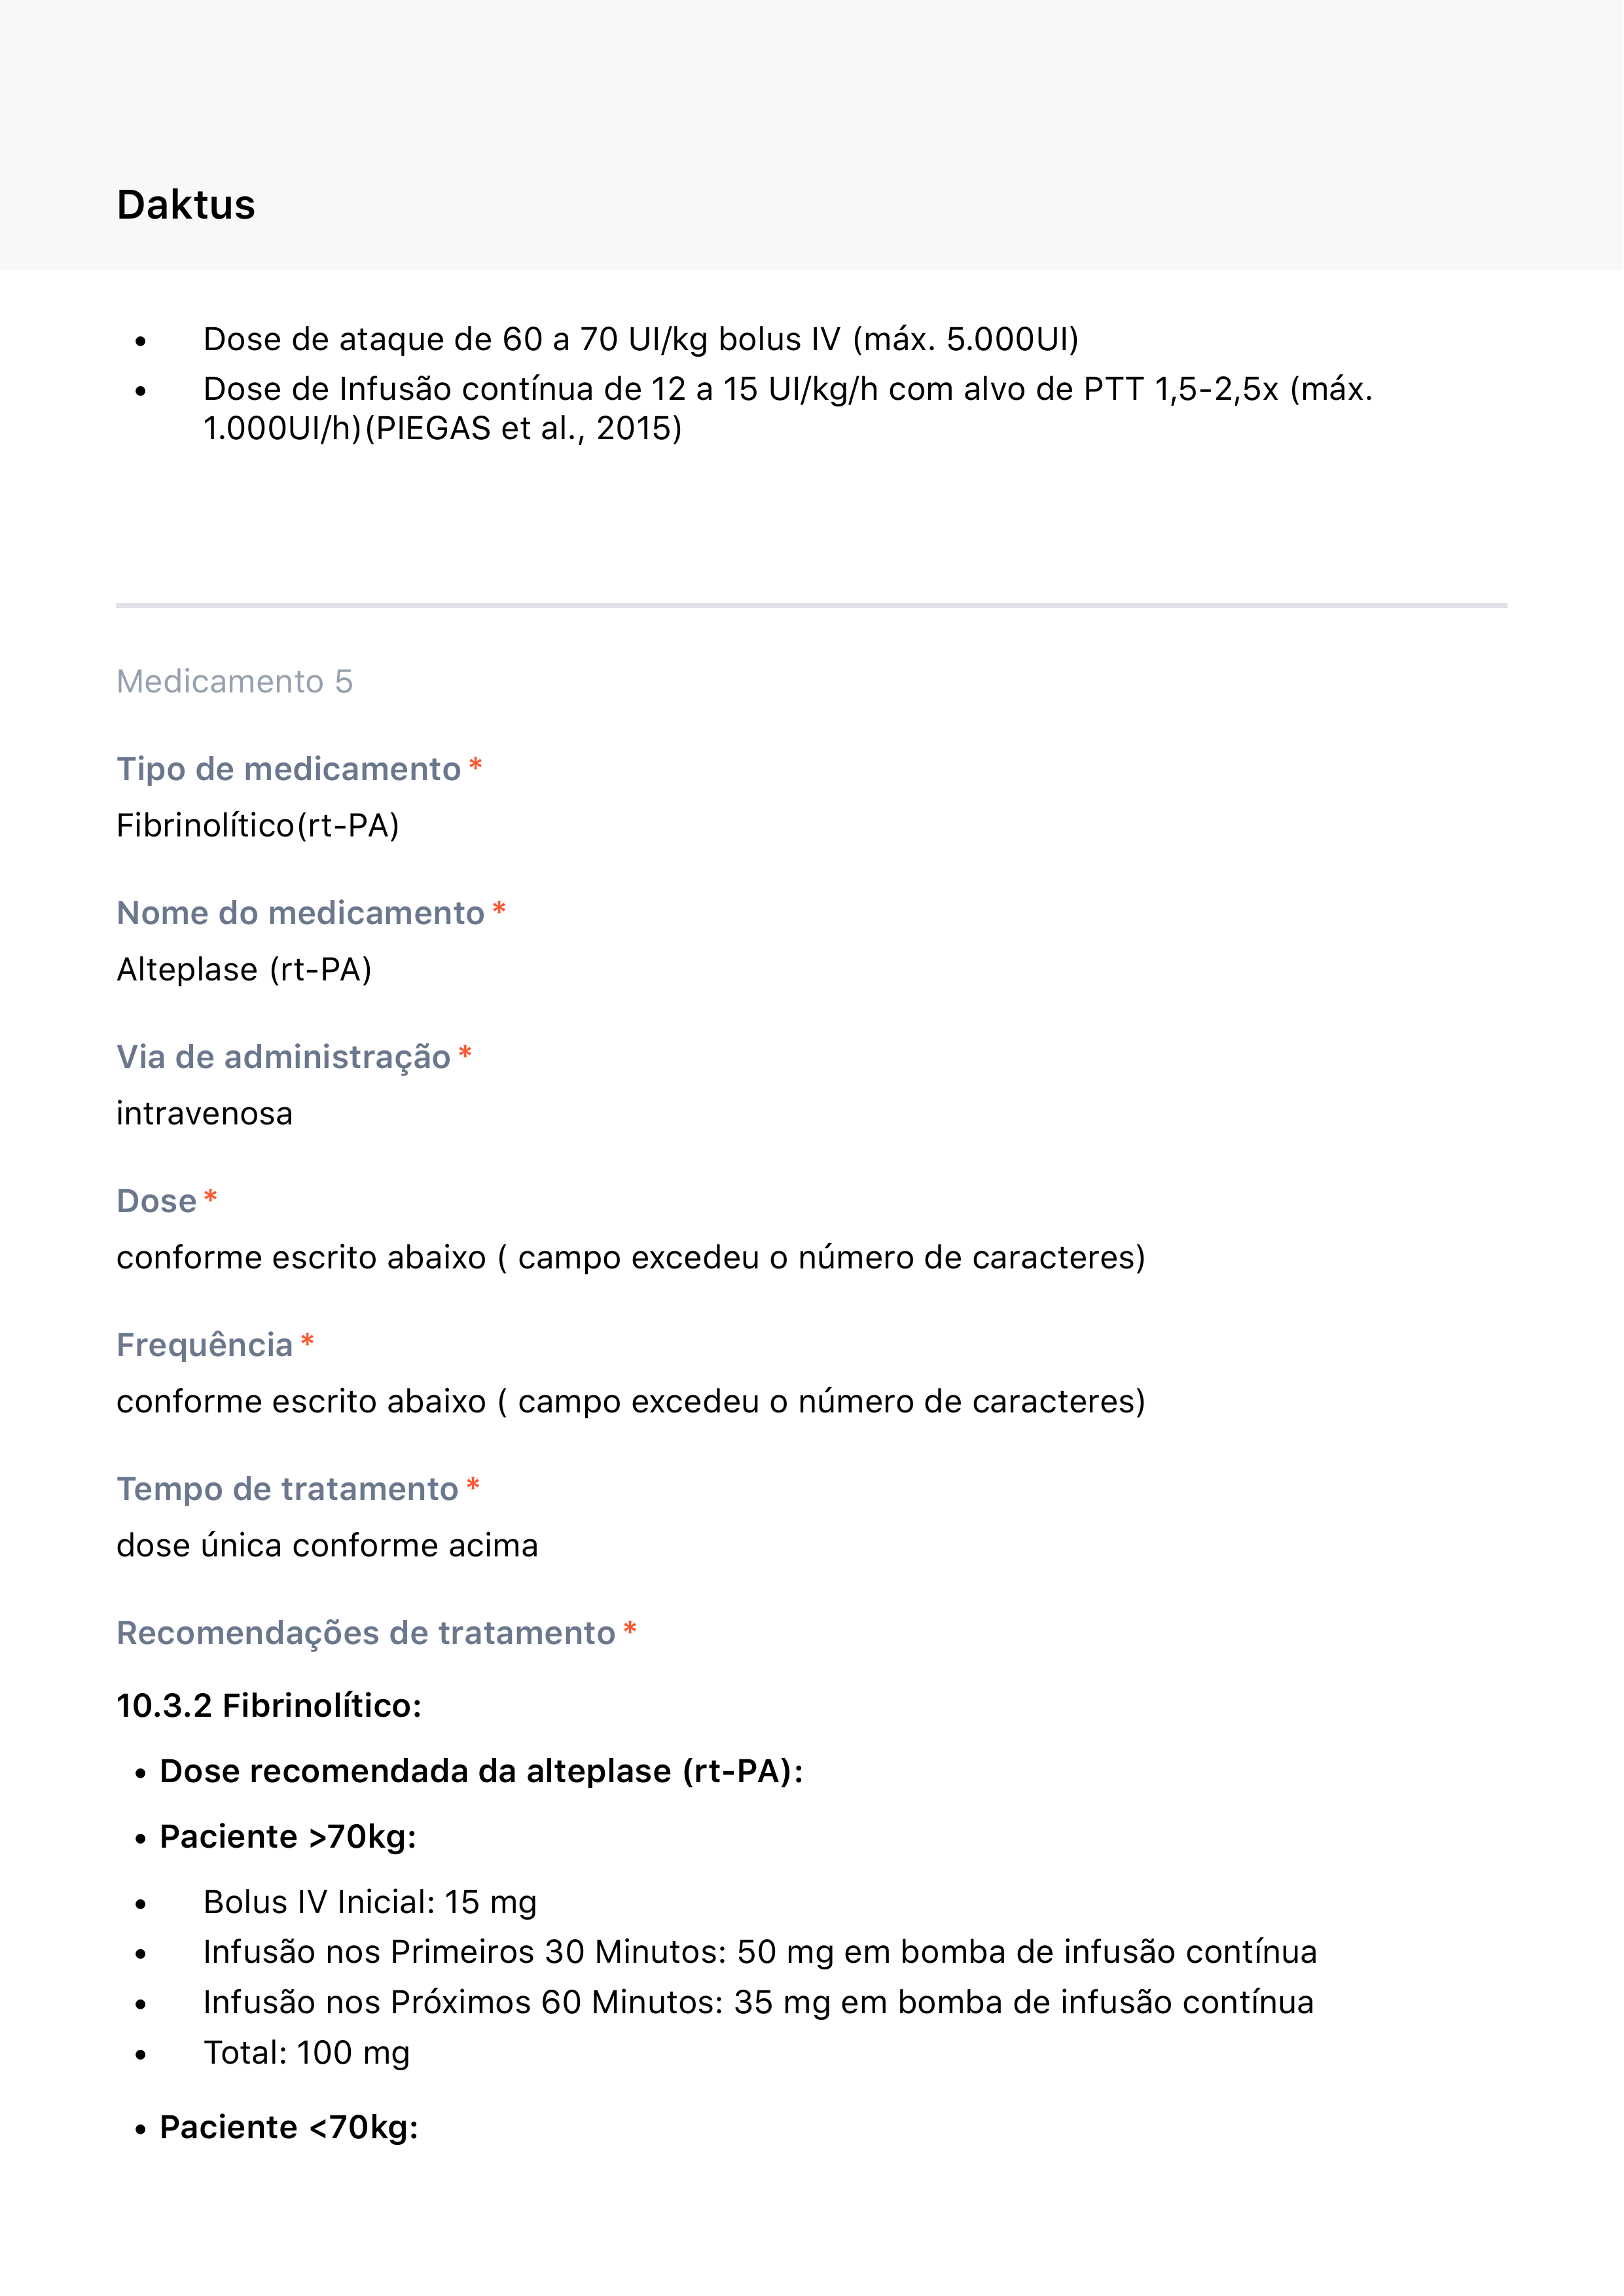 Daktus
• Dose de ataque de 60 a 70 UI/kg bolus IV (máx. 5.000UI)
• Dose de Infusão contínua de 12 a 15 UI/kg/h com alvo de PTT 1,5-2,5x (máx.
1.000UI/h)(PIEGAS et al., 2015)
Medicamento 5
Tipo de medicamento *
Fibrinolítico(rt-PA)
Nome do medicamento *
Alteplase (rt-PA)
Via de administração *
intravenosa
Dose *
conforme escrito abaixo ( campo excedeu o número de caracteres)
Frequência *
conforme escrito abaixo ( campo excedeu o número de caracteres)
Tempo de tratamento *
dose única conforme acima
Recomendações de tratamento *
10.3.2 Fibrinolítico:
• Dose recomendada da alteplase (rt-PA):
• Paciente >70kg:
• Bolus IV Inicial: 15 mg
• Infusão nos Primeiros 30 Minutos: 50 mg em bomba de infusão contínua
• Infusão nos Próximos 60 Minutos: 35 mg em bomba de infusão contínua
• Total: 100 mg
• Paciente <70kg: